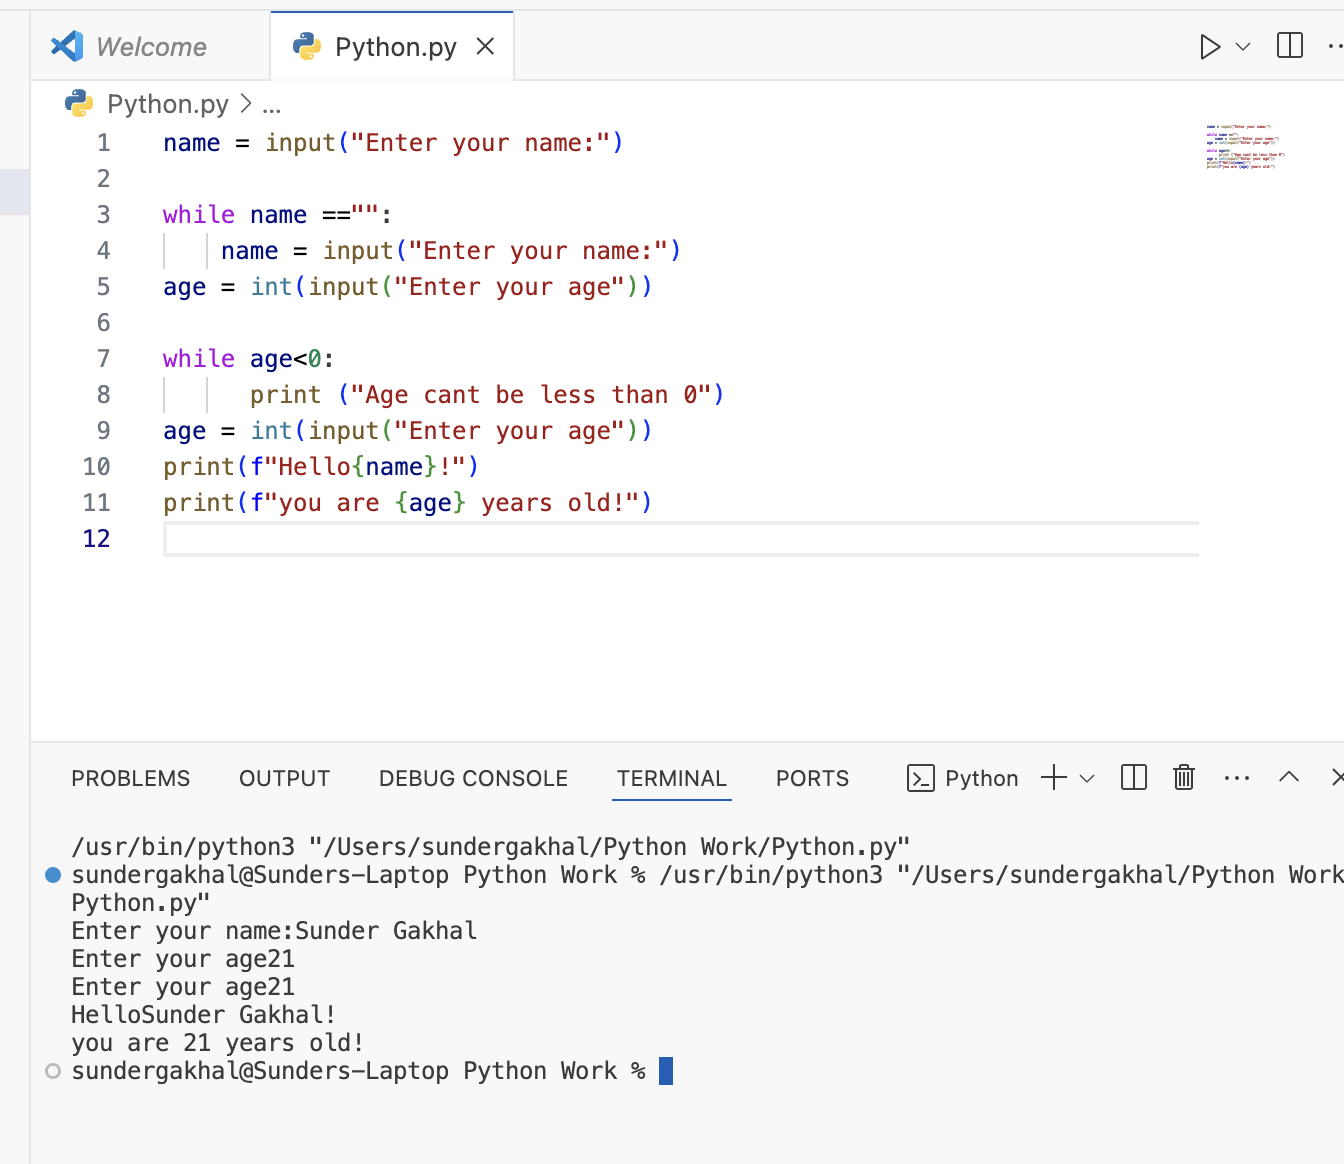 Welcome
Python.py
Python.py > ...
1 name = input("Enter your name:")
2
3 while name =="":
4 name = input("Enter your name:")
5 age = int(input("Enter your age"))
6
7 while age<0:
8 print ("Age cant be less than 0")
9 age = int(input("Enter your age"))
10 print(f"Hello{name}!")
11 print(f"you are {age} years old!")
12
PROBLEMS OUTPUT DEBUG CONSOLE TERMINAL PORTS Python
/usr/bin/python3 "/Users/sundergakhal/Python Work/Python.py"
sundergakhal@Sunders-Laptop Python Work % /usr/bin/python3 "/Users/sundergakhal/Python Work
Python.py"
Enter your name:Sunder Gakhal
Enter your age21
Enter your age21
HelloSunder Gakhal!
you are 21 years old!
sundergakhal@Sunders-Laptop Python Work %